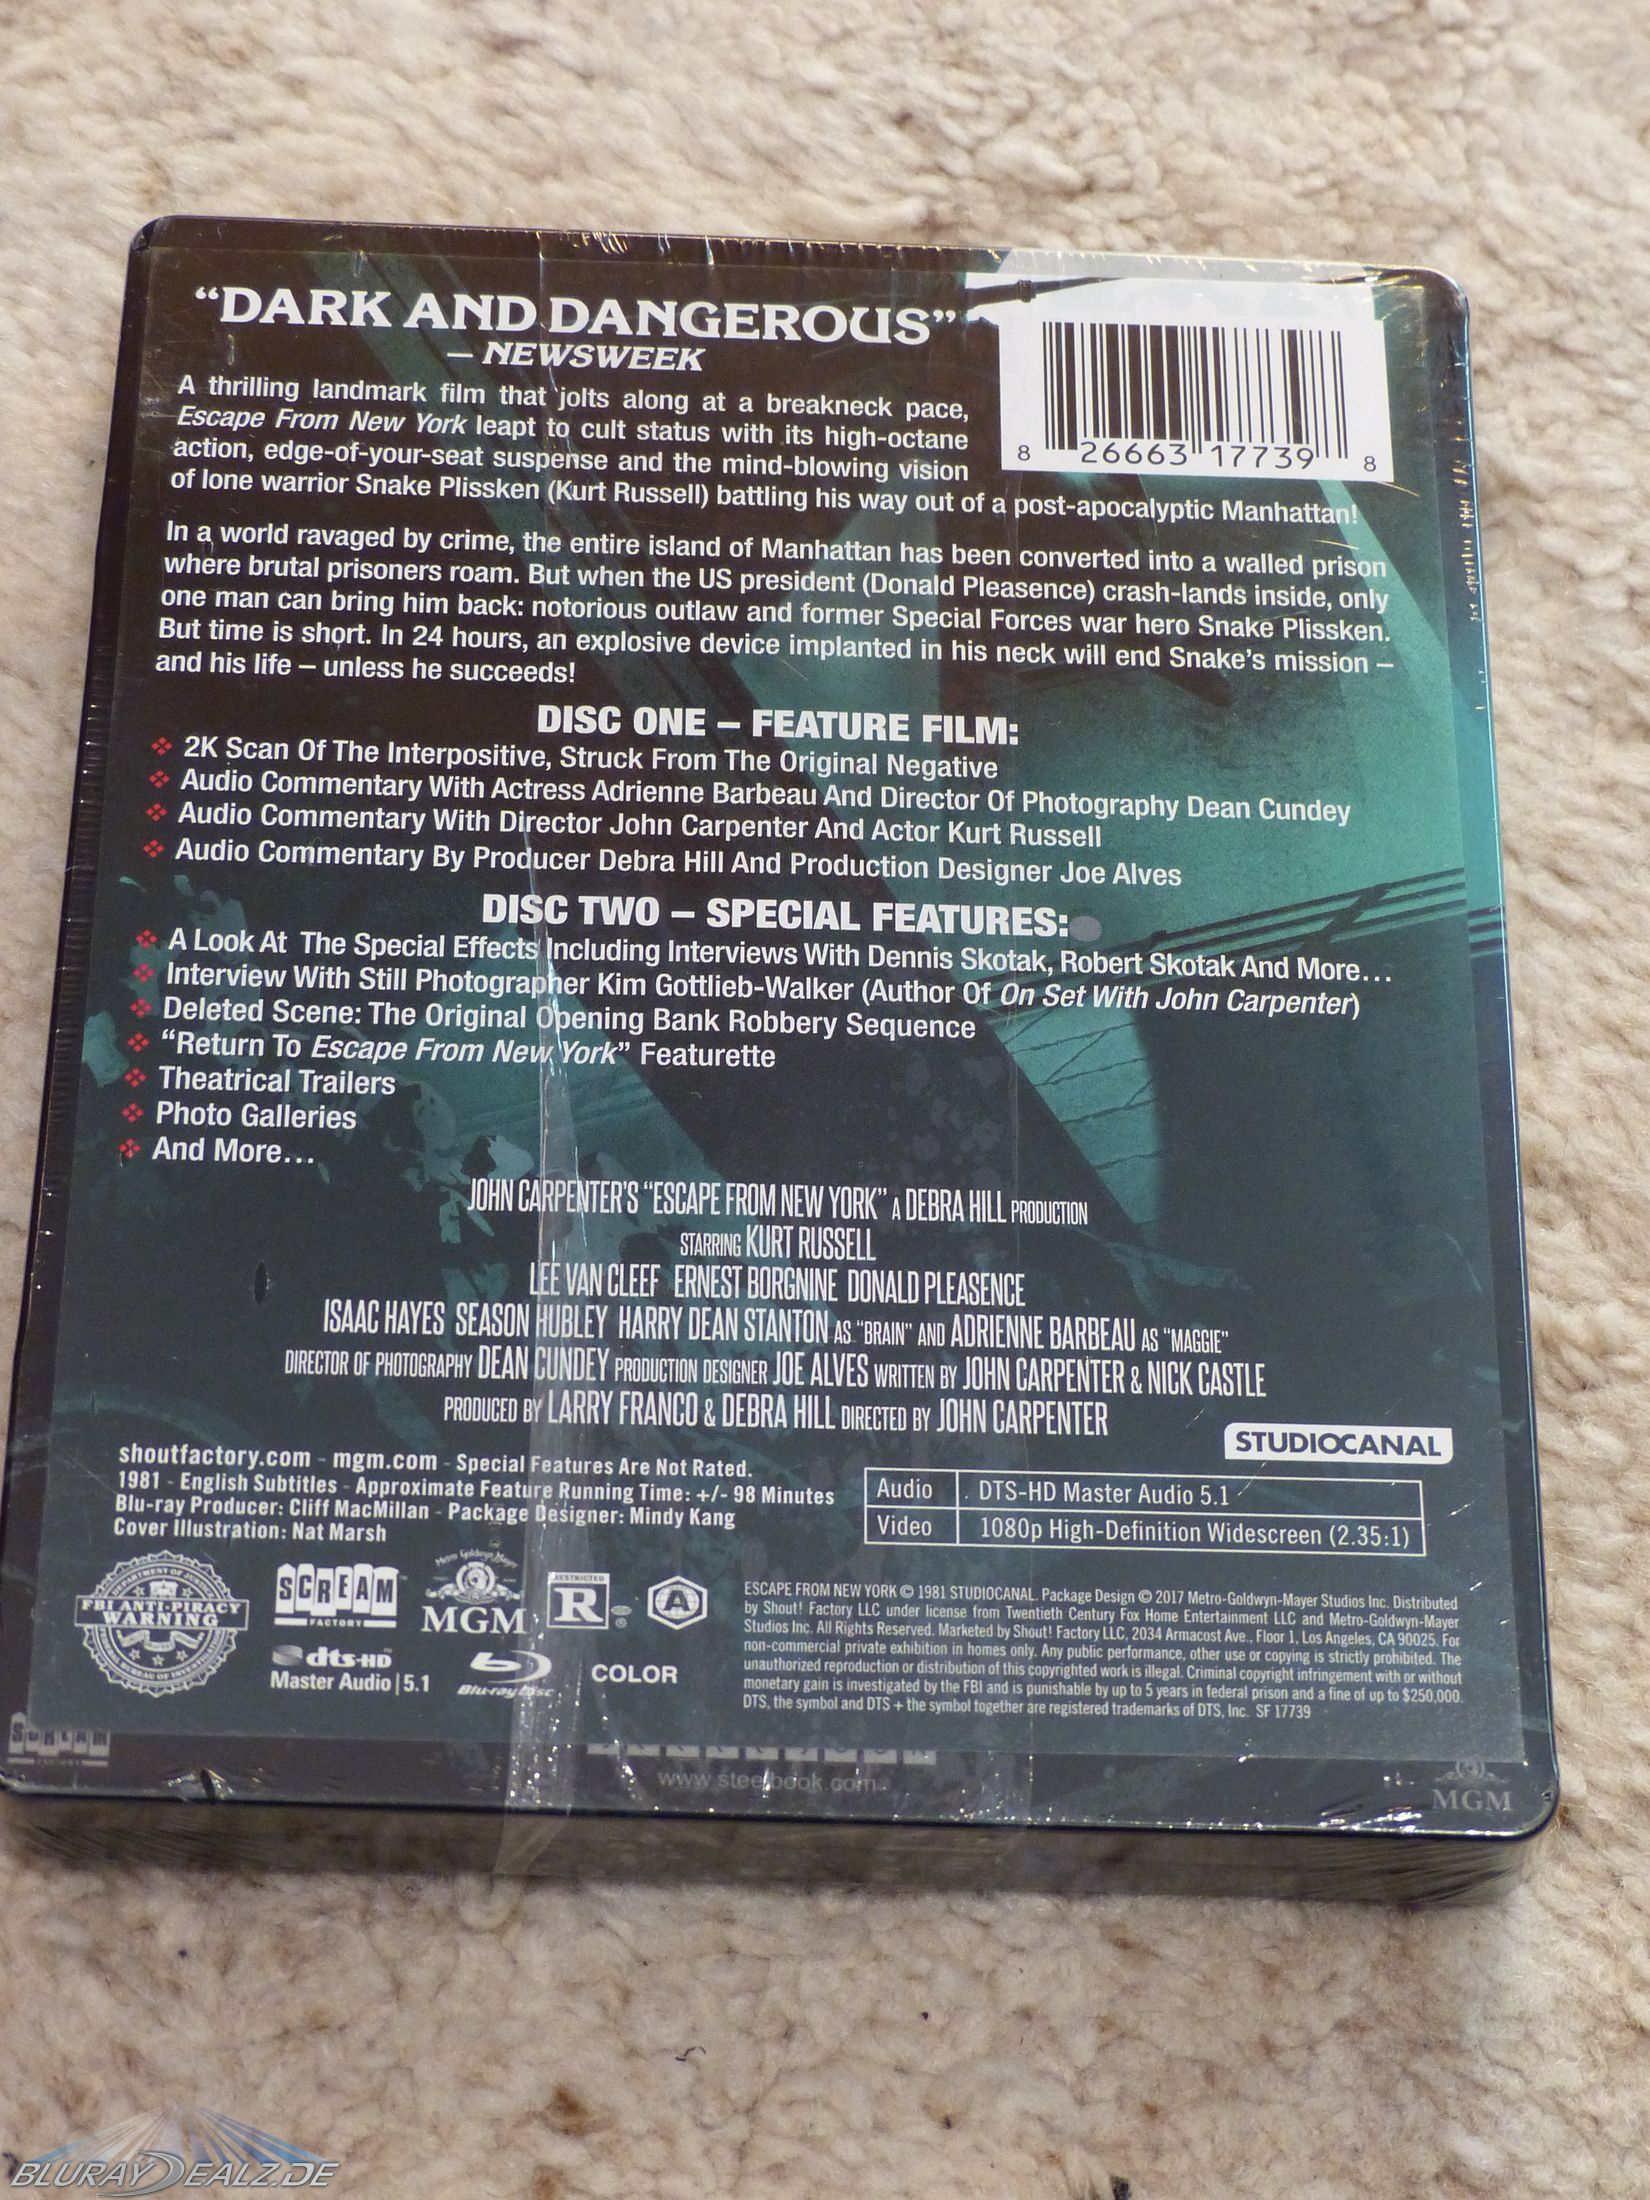 “DARK AND DANGEROUS”
– NEWSWEEK
A thrilling landmark film that jolts along at a breakneck pace,
Escape From New York leapt to cult status with its high-octane
action, edge-of-your-seat suspense and the mind-blowing vision
of lone warrior Snake Plissken (Kurt Russell) battling his way out of a post-apocalyptic Manhattan!
8 26663 17739 8
In a world ravaged by crime, the entire island of Manhattan has been converted into a walled prison
where brutal prisoners roam. But when the US president (Donald Pleasence) crash-lands inside, only
one man can bring him back: notorious outlaw and former Special Forces war hero Snake Plissken.
But time is short. In 24 hours, an explosive device implanted in his neck will end Snake’s mission –
and his life – unless he succeeds!
DISC ONE – FEATURE FILM:
2K Scan Of The Interpositive, Struck From The Original Negative
Audio Commentary With Actress Adrienne Barbeau And Director Of Photography Dean Cundey
Audio Commentary With Director John Carpenter And Actor Kurt Russell
Audio Commentary By Producer Debra Hill And Production Designer Joe Alves
DISC TWO – SPECIAL FEATURES:
A Look At The Special Effects Including Interviews With Dennis Skotak, Robert Skotak And More…
Interview With Still Photographer Kim Gottlieb-Walker (Author Of On Set With John Carpenter)
Deleted Scene: The Original Opening Bank Robbery Sequence
“Return To Escape From New York” Featurette
Theatrical Trailers
Photo Galleries
And More…
JOHN CARPENTER’S “ESCAPE FROM NEW YORK” A DEBRA HILL PRODUCTION
STARRING KURT RUSSELL
LEE VAN CLEEF ERNEST BORGNINE DONALD PLEASENCE
ISAAC HAYES SEASON HUBLEY HARRY DEAN STANTON AS “BRAIN” AND ADRIENNE BARBEAU AS “MAGGIE”
DIRECTOR OF PHOTOGRAPHY DEAN CUNDEY PRODUCTION DESIGNER JOE ALVES WRITTEN BY JOHN CARPENTER & NICK CASTLE
PRODUCED BY LARRY FRANCO & DEBRA HILL DIRECTED BY JOHN CARPENTER
STUDIOCANAL
shoutfactory.com - mgm.com - Special Features Are Not Rated.
1981 - English Subtitles - Approximate Feature Running Time: +/- 98 Minutes
Blu-ray Producer: Cliff MacMillan - Package Designer: Mindy Kang
Cover Illustration: Nat Marsh
Audio DTS-HD Master Audio 5.1
Video 1080p High-Definition Widescreen (2.35:1)
DEPARTMENT OF JUSTICE
FBI ANTI-PIRACY
WARNING
FEDERAL BUREAU OF INVESTIGATION
SCREAM
FACTORY
Metro Goldwyn Mayer
MGM
RESTRICTED
R
®
A
dts-HD
Master Audio | 5.1
Blu-ray Disc
COLOR
ESCAPE FROM NEW YORK © 1981 STUDIOCANAL. Package Design © 2017 Metro-Goldwyn-Mayer Studios Inc. Distributed
by Shout! Factory LLC under license from Twentieth Century Fox Home Entertainment LLC and Metro-Goldwyn-Mayer
Studios Inc. All Rights Reserved. Marketed by Shout! Factory LLC, 2034 Armacost Ave., Floor 1, Los Angeles, CA 90025. For
non-commercial private exhibition in homes only. Any public performance, other use or copying is strictly prohibited. The
unauthorized reproduction or distribution of this copyrighted work is illegal. Criminal copyright infringement with or without
monetary gain is investigated by the FBI and is punishable by up to 5 years in federal prison and a fine of up to $250,000.
DTS, the symbol and DTS + the symbol together are registered trademarks of DTS, Inc. SF 17739
SCREAM
FACTORY
www.steelbook.com
MGM
BLURAYDEALZ.DE